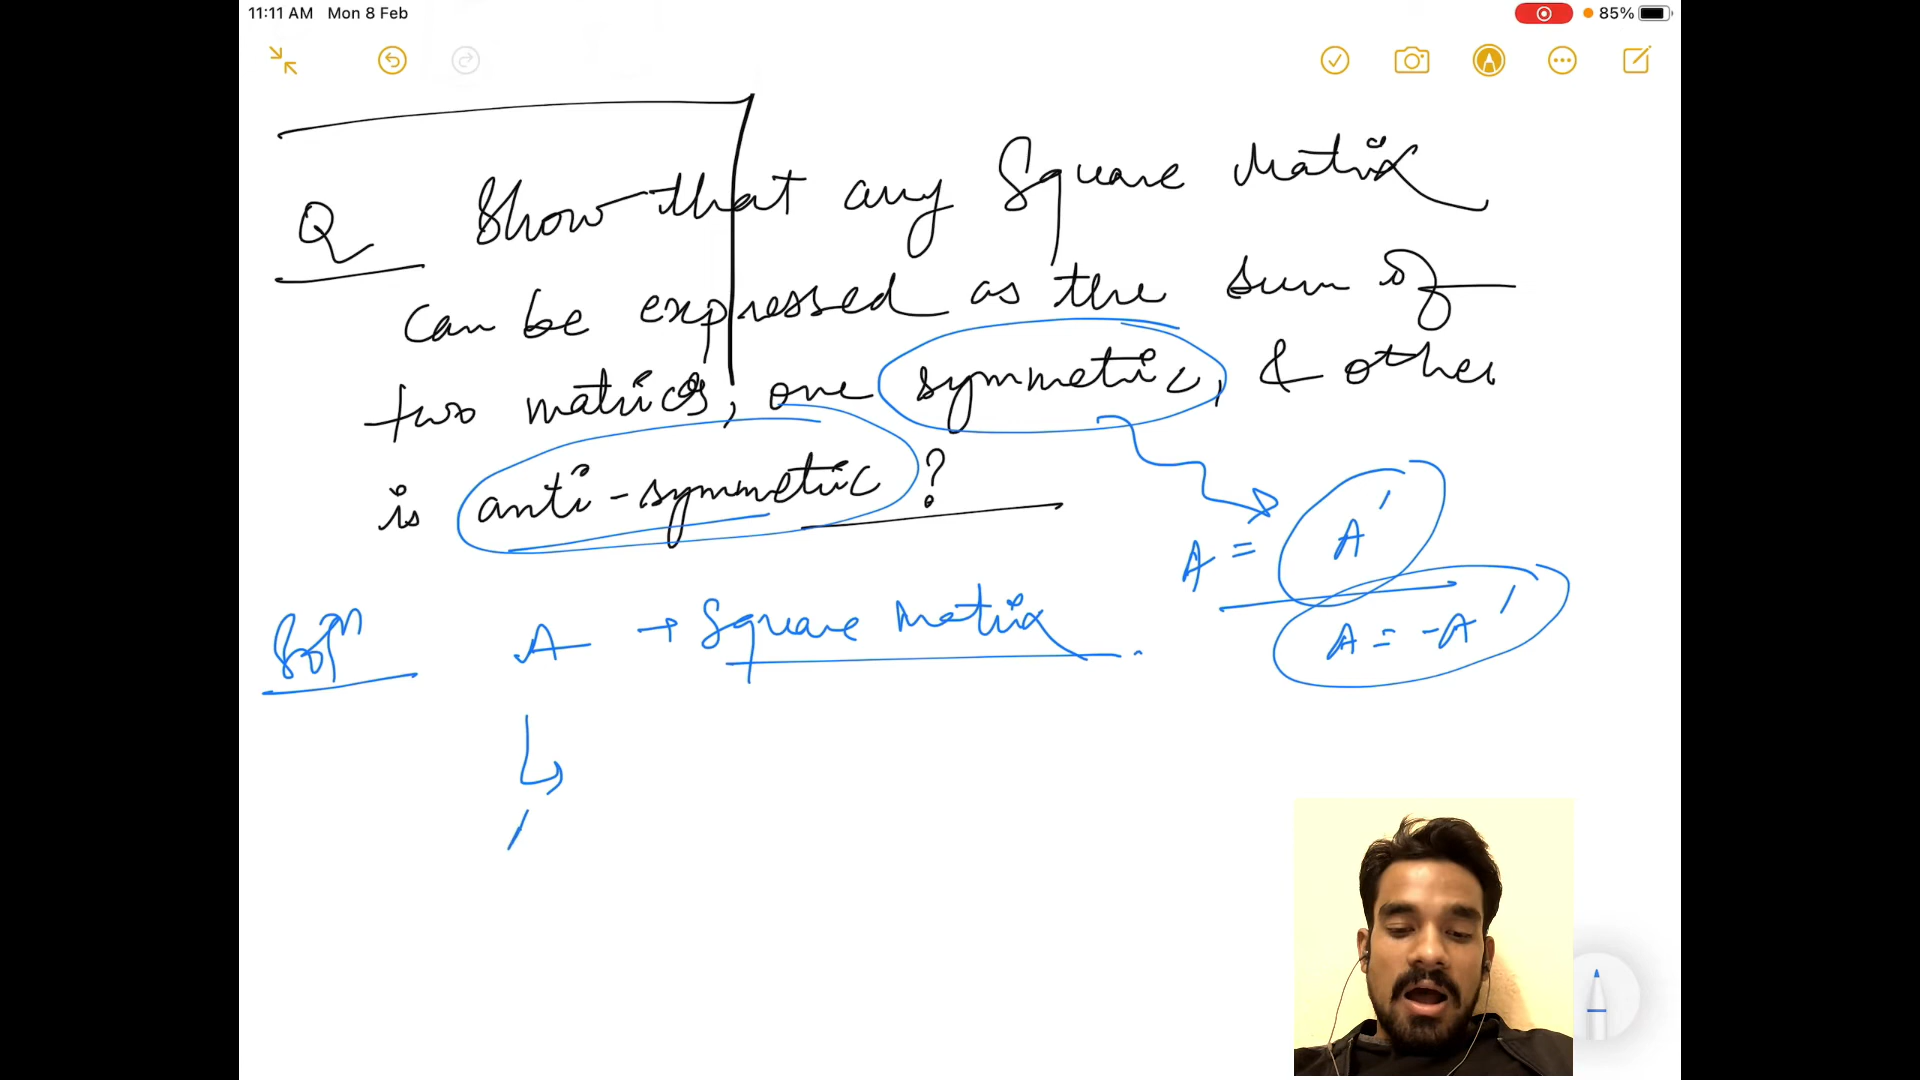 11:11 AM Mon 8 Feb
85%
Q Show that any Square Matrix
can be expressed as the sum of
two matrices, one symmetric, & other
is anti-symmetric ?
A = A'
A = -A'
Solⁿ A → Square Matrix.